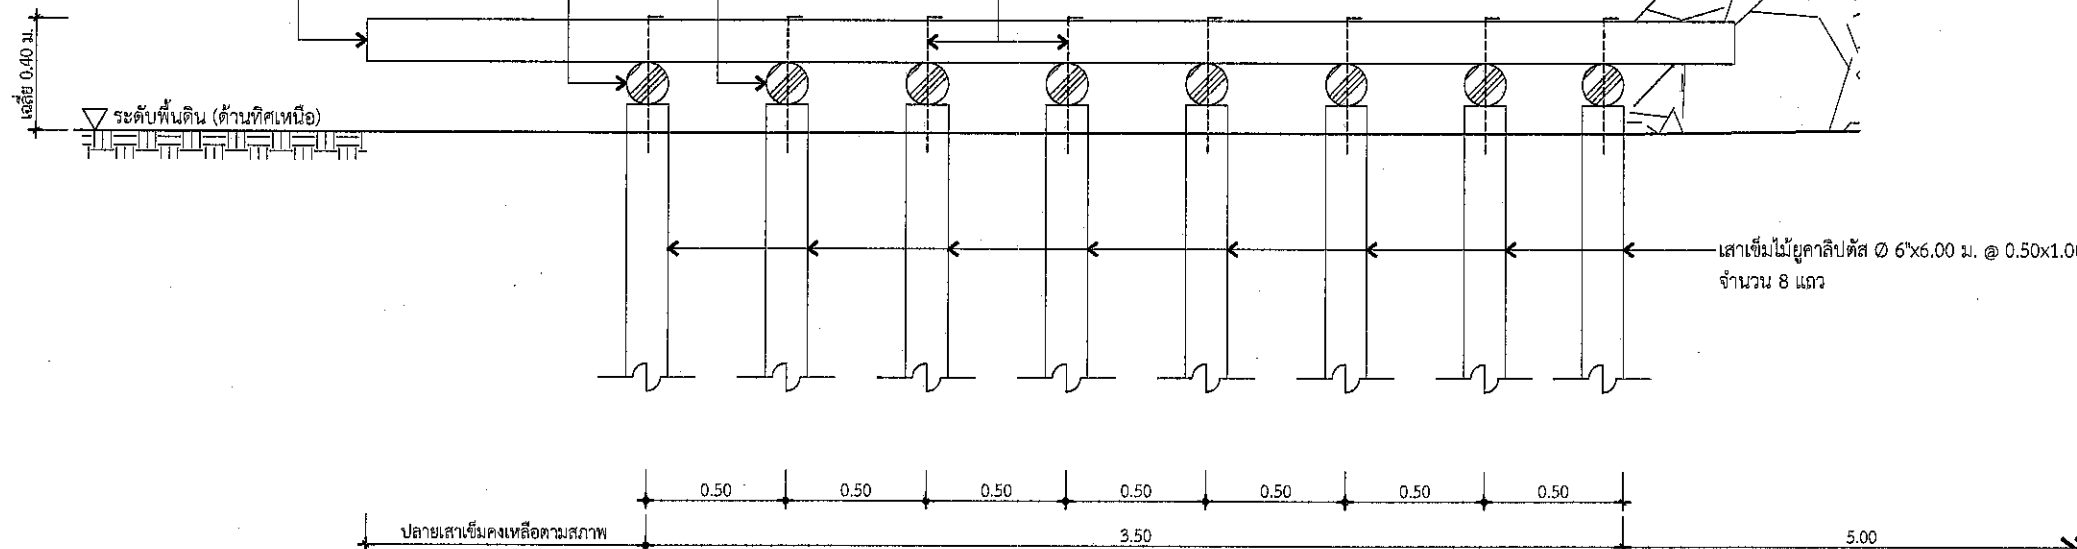 เฉลี่ย 0.40 ม.
ระดับพื้นดิน (ด้านทิศเหนือ)
เสาเข็มไม้ยูคาลิปตัส Ø 6"x6.00 ม. @ 0.50x1.00
จำนวน 8 แถว
0.50 0.50 0.50 0.50 0.50 0.50 0.50
ปลายเสาเข็มคงเหลือตามสภาพ 3.50 5.00